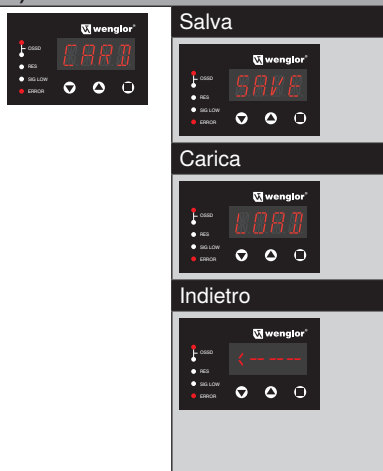 wenglor®
CARD
OSSD
RES
SIG LOW
ERROR
Salva
wenglor®
SAVE
OSSD
RES
SIG LOW
ERROR
Carica
wenglor®
LOAD
OSSD
RES
SIG LOW
ERROR
Indietro
wenglor®
<-----
OSSD
RES
SIG LOW
ERROR